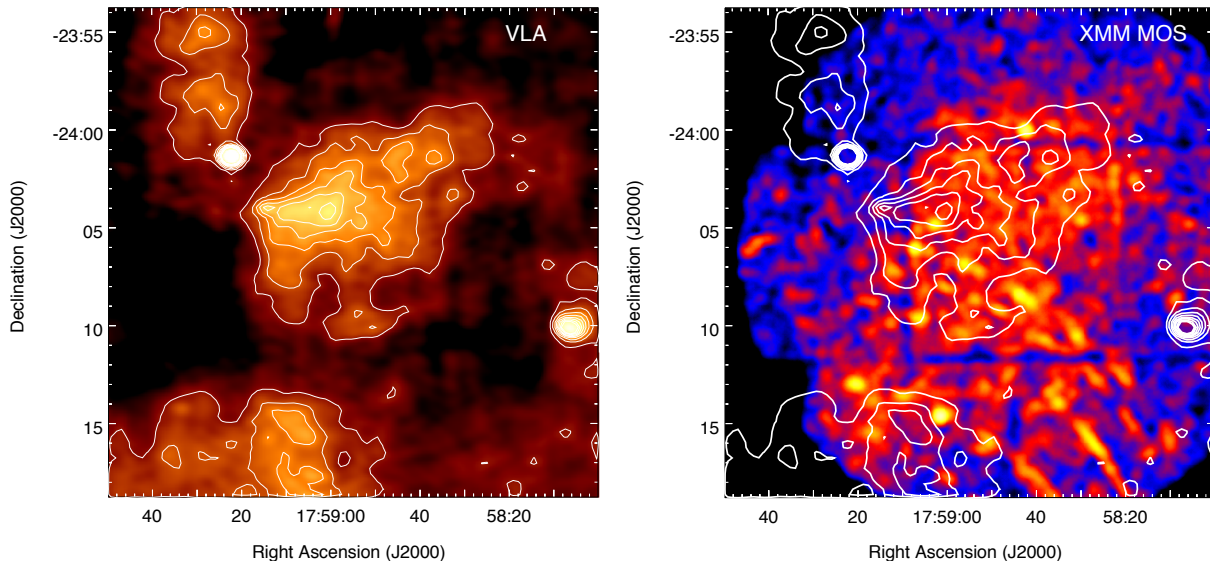 VLA
-23:55
-24:00
05
10
15
Declination (J2000)
40 20 17:59:00 40 58:20
Right Ascension (J2000)
XMM MOS
-23:55
-24:00
05
10
15
Declination (J2000)
40 20 17:59:00 40 58:20
Right Ascension (J2000)